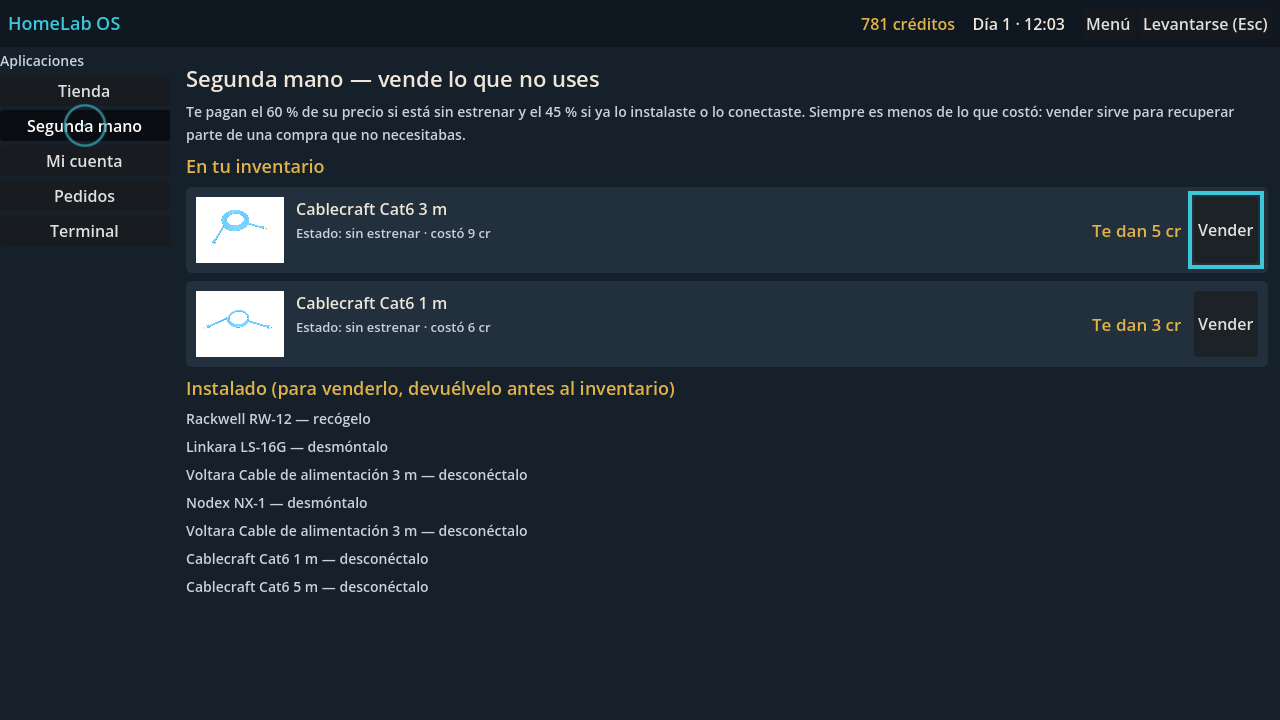 HomeLab OS
781 créditos
Día 1 · 12:03
Menú
Levantarse (Esc)
Aplicaciones
Tienda
Segunda mano
Mi cuenta
Pedidos
Terminal
Segunda mano — vende lo que no uses
Te pagan el 60 % de su precio si está sin estrenar y el 45 % si ya lo instalaste o lo conectaste. Siempre es menos de lo que costó: vender sirve para recuperar
parte de una compra que no necesitabas.
En tu inventario
Cablecraft Cat6 3 m
Estado: sin estrenar · costó 9 cr
Te dan 5 cr
Vender
Cablecraft Cat6 1 m
Estado: sin estrenar · costó 6 cr
Te dan 3 cr
Vender
Instalado (para venderlo, devuélvelo antes al inventario)
Rackwell RW-12 — recógelo
Linkara LS-16G — desmóntalo
Voltara Cable de alimentación 3 m — desconéctalo
Nodex NX-1 — desmóntalo
Voltara Cable de alimentación 3 m — desconéctalo
Cablecraft Cat6 1 m — desconéctalo
Cablecraft Cat6 5 m — desconéctalo